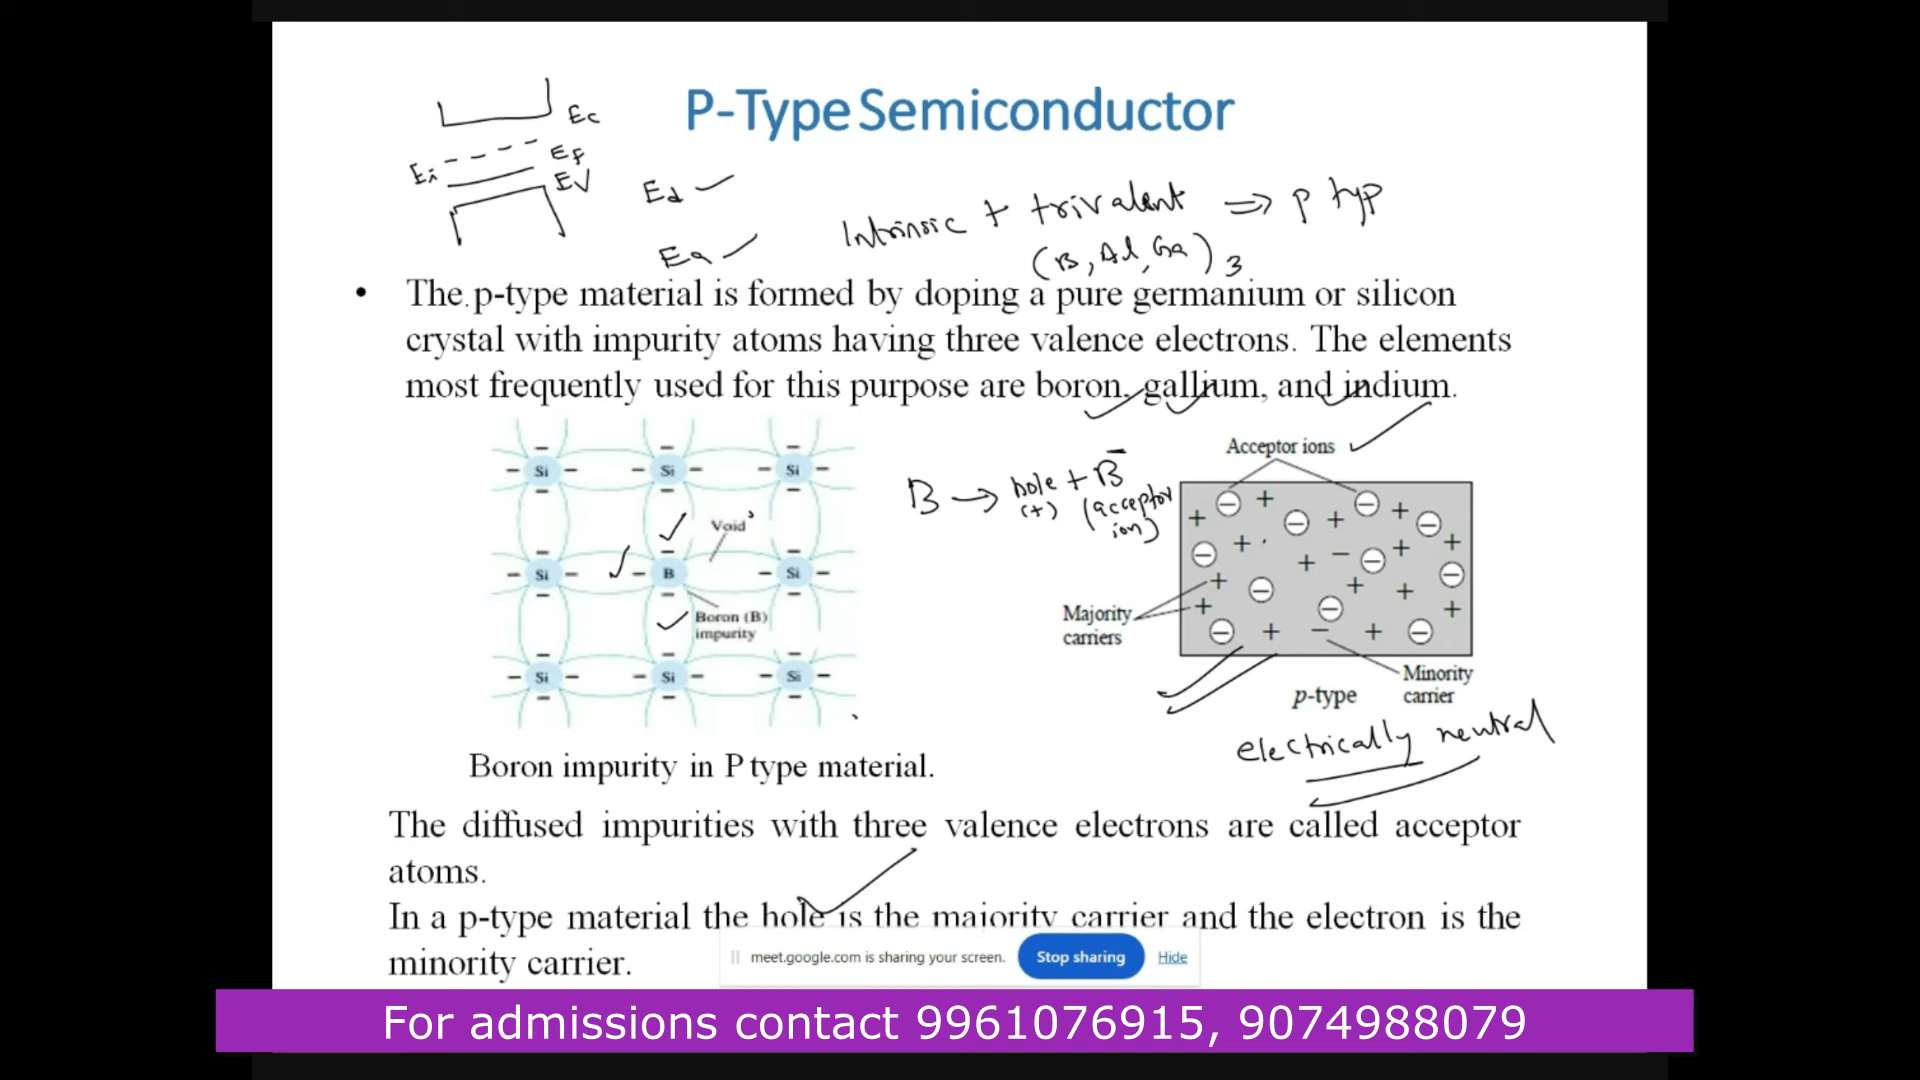 P-Type Semiconductor
Ec
Ef
Ei
EV
Ed
Ea
Intrinsic + trivalent ⇒ p typ
(B, Al, Ga) 3
• The p-type material is formed by doping a pure germanium or silicon
crystal with impurity atoms having three valence electrons. The elements
most frequently used for this purpose are boron, gallium, and indium.
Si Si Si
Void
Si B Si
Boron (B)
impurity
Si Si Si
B → hole + B⁻
(+) (acceptor
ion)
Acceptor ions
Majority
carriers
Minority
carrier
p-type
electrically neutral
Boron impurity in P type material.
The diffused impurities with three valence electrons are called acceptor
atoms.
In a p-type material the hole is the majority carrier and the electron is the
minority carrier.
meet.google.com is sharing your screen. Stop sharing Hide
For admissions contact 9961076915, 9074988079